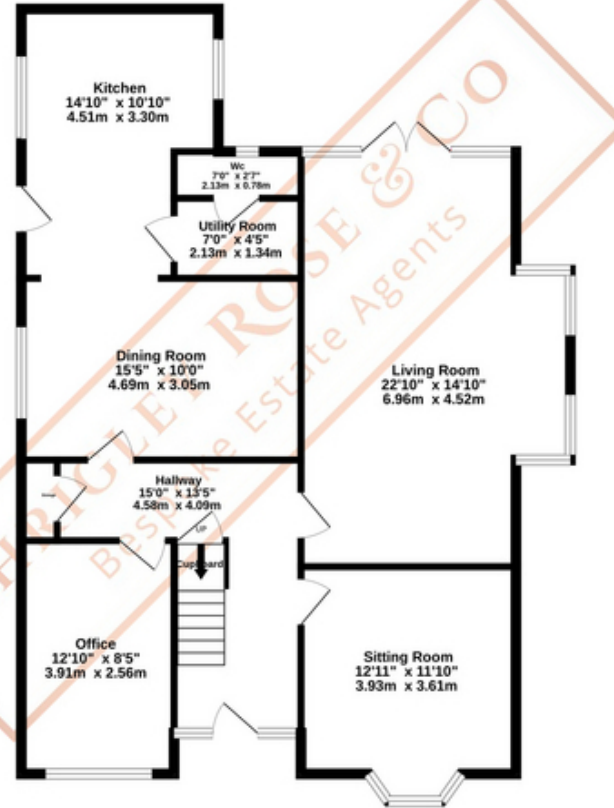 Kitchen
14'10" x 10'10"
4.51m x 3.30m
Wc
7'0" x 2'7"
2.13m x 0.78m
Utility Room
7'0" x 4'5"
2.13m x 1.34m
Dining Room
15'5" x 10'0"
4.69m x 3.05m
Living Room
22'10" x 14'10"
6.96m x 4.52m
Hallway
15'0" x 13'5"
4.58m x 4.09m
UP
Cupboard
Office
12'10" x 8'5"
3.91m x 2.56m
Sitting Room
12'11" x 11'10"
3.93m x 3.61m
HRIGLEY ROSE & CO
Bespoke Estate Agents